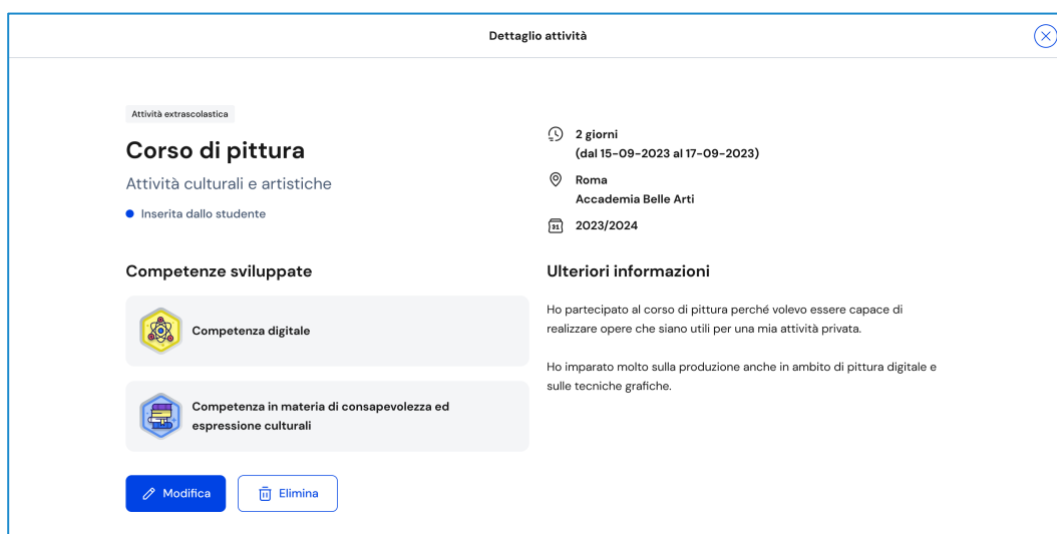 Dettaglio attività
Attività extrascolastica
Corso di pittura
Attività culturali e artistiche
Inserita dallo studente
2 giorni
(dal 15-09-2023 al 17-09-2023)
Roma
Accademia Belle Arti
31
2023/2024
Competenze sviluppate
Competenza digitale
Competenza in materia di consapevolezza ed
espressione culturali
Ulteriori informazioni
Ho partecipato al corso di pittura perché volevo essere capace di
realizzare opere che siano utili per una mia attività privata.
Ho imparato molto sulla produzione anche in ambito di pittura digitale e
sulle tecniche grafiche.
Modifica
Elimina